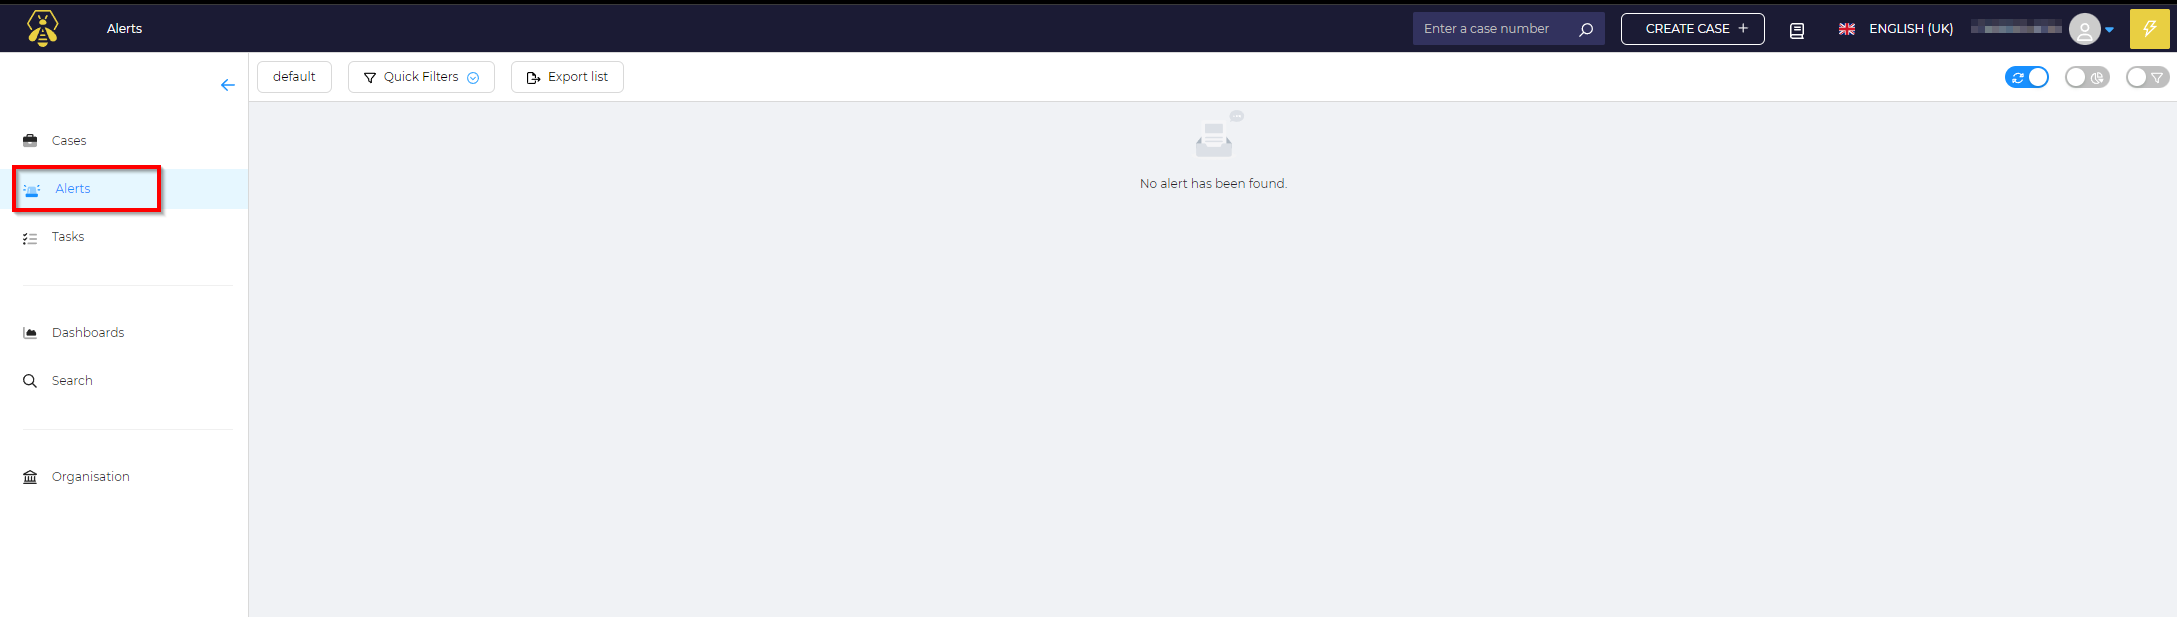 Alerts
Enter a case number
CREATE CASE +
ENGLISH (UK)
default
Quick Filters
Export list
Cases
Alerts
Tasks
Dashboards
Search
Organisation
No alert has been found.